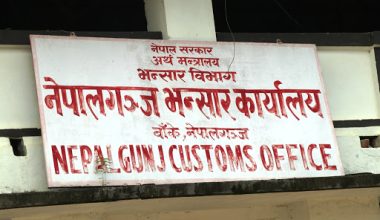 नेपाल सरकार
अर्थ मन्त्रालय
भन्सार विभाग
नेपालगञ्ज भन्सार कार्यालय
बाँके, नेपालगञ्ज
NEPALGUNJ CUSTOMS OFFICE